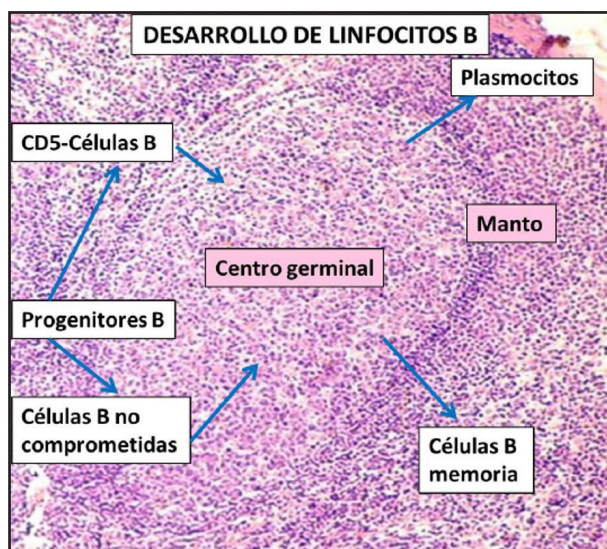 DESARROLLO DE LINFOCITOS B
Plasmocitos
CD5-Células B
Manto
Centro germinal
Progenitores B
Células B no
comprometidas
Células B
memoria